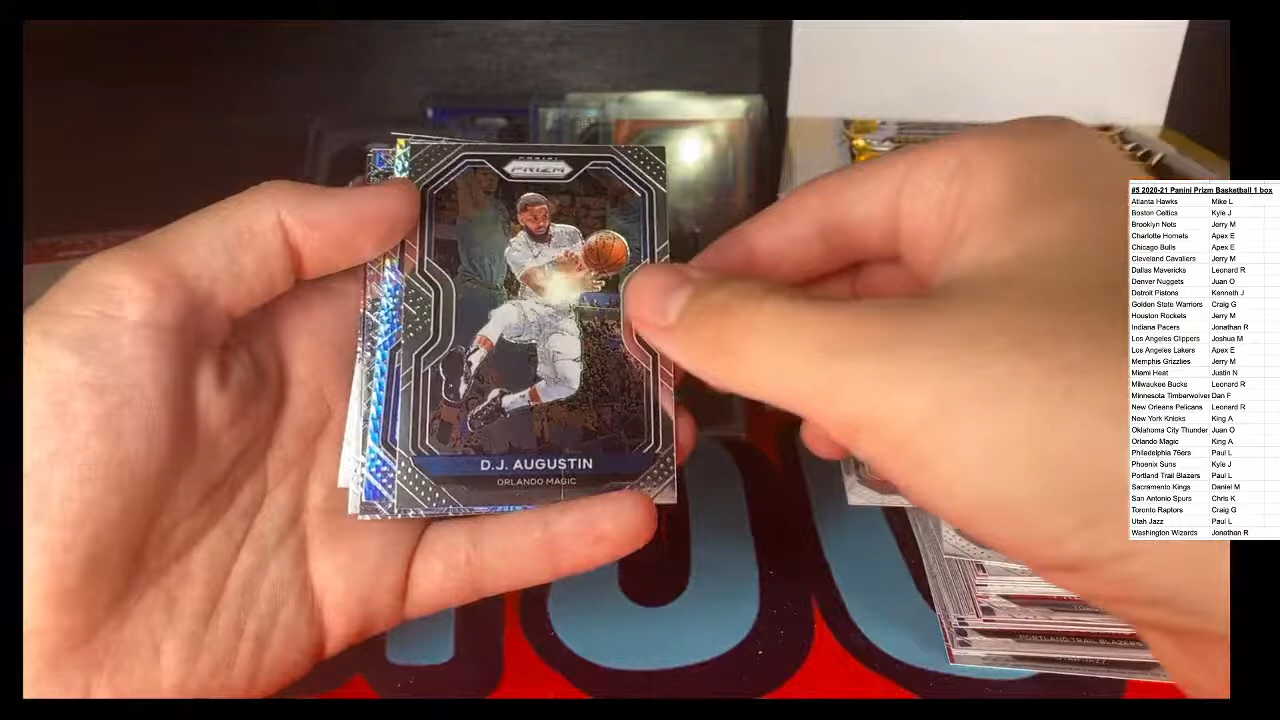 PANINI
PRIZM
D.J. AUGUSTIN
ORLANDO MAGIC
PORTLAND TRAIL BLAZERS
UTAH JAZZ
#5 2020-21 Panini Prizm Basketball 1 box
Atlanta Hawks Mike L
Boston Celtics Kyle J
Brooklyn Nets Jerry M
Charlotte Hornets Apex E
Chicago Bulls Apex E
Cleveland Cavaliers Jerry M
Dallas Mavericks Leonard R
Denver Nuggets Juan O
Detroit Pistons Kenneth J
Golden State Warriors Craig G
Houston Rockets Jerry M
Indiana Pacers Jonathan R
Los Angeles Clippers Joshua M
Los Angeles Lakers Apex E
Memphis Grizzlies Jerry M
Miami Heat Justin N
Milwaukee Bucks Leonard R
Minnesota Timberwolves Dan F
New Orleans Pelicans Leonard R
New York Knicks King A
Oklahoma City Thunder Juan O
Orlando Magic King A
Philadelphia 76ers Paul L
Phoenix Suns Kyle J
Portland Trail Blazers Paul L
Sacramento Kings Daniel M
San Antonio Spurs Chris K
Toronto Raptors Craig G
Utah Jazz Paul L
Washington Wizards Jonathan R